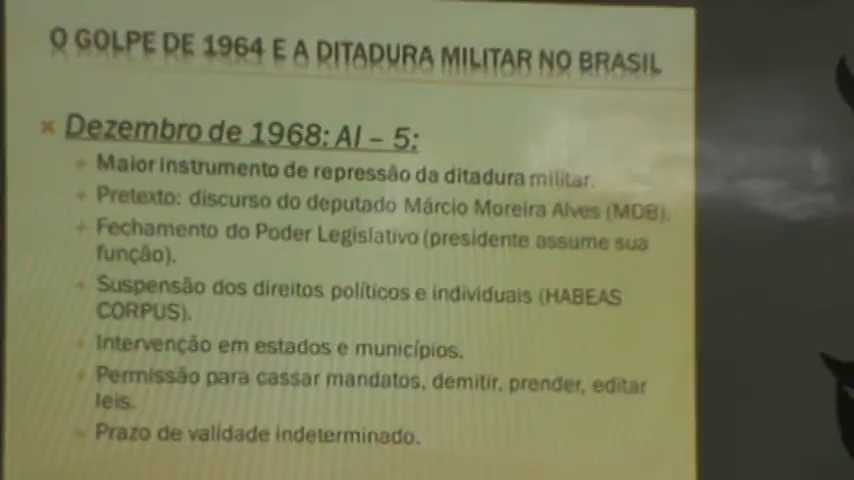 O GOLPE DE 1964 E A DITADURA MILITAR NO BRASIL
Dezembro de 1968: AI – 5:
Maior instrumento de repressão da ditadura militar.
Pretexto: discurso do deputado Márcio Moreira Alves (MDB).
Fechamento do Poder Legislativo (presidente assume sua
função).
Suspensão dos direitos políticos e individuais (HABEAS
CORPUS).
Intervenção em estados e municípios.
Permissão para cassar mandatos, demitir, prender, editar
leis.
Prazo de validade indeterminado.